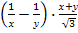 (1/x - 1/y) · (x+y)/√3